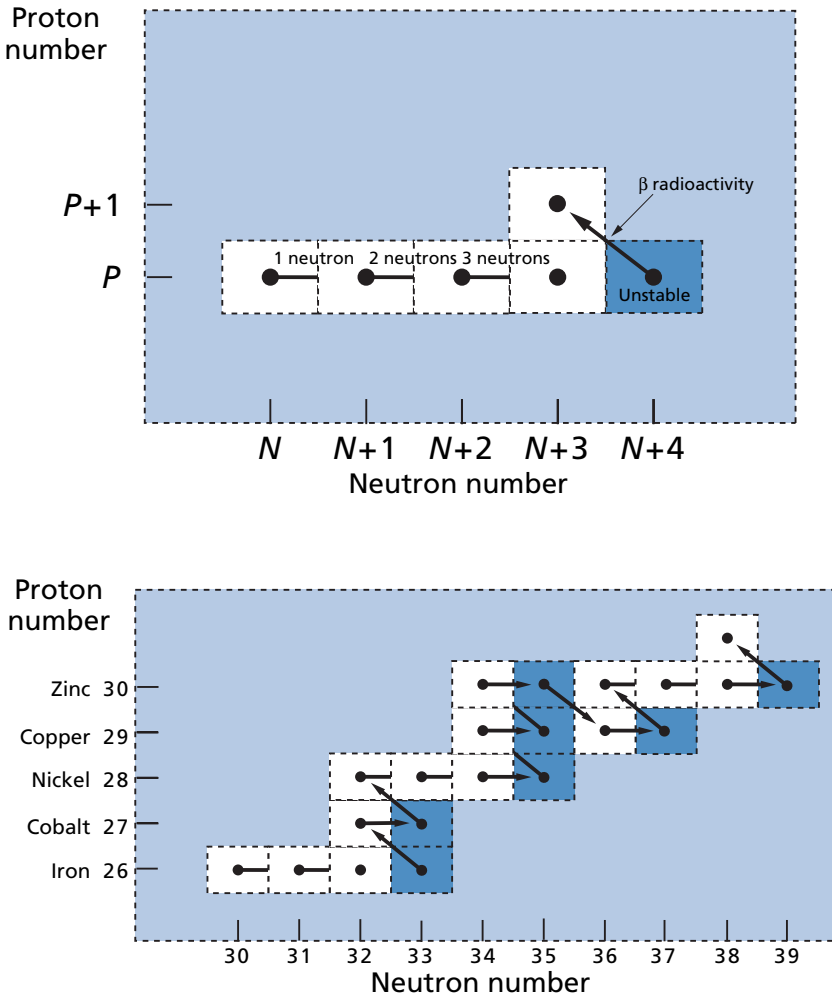 Proton
number
P+1
β radioactivity
1 neutron 2 neutrons 3 neutrons
P
Unstable
N N+1 N+2 N+3 N+4
Neutron number
Proton
number
Zinc 30
Copper 29
Nickel 28
Cobalt 27
Iron 26
30 31 32 33 34 35 36 37 38 39
Neutron number